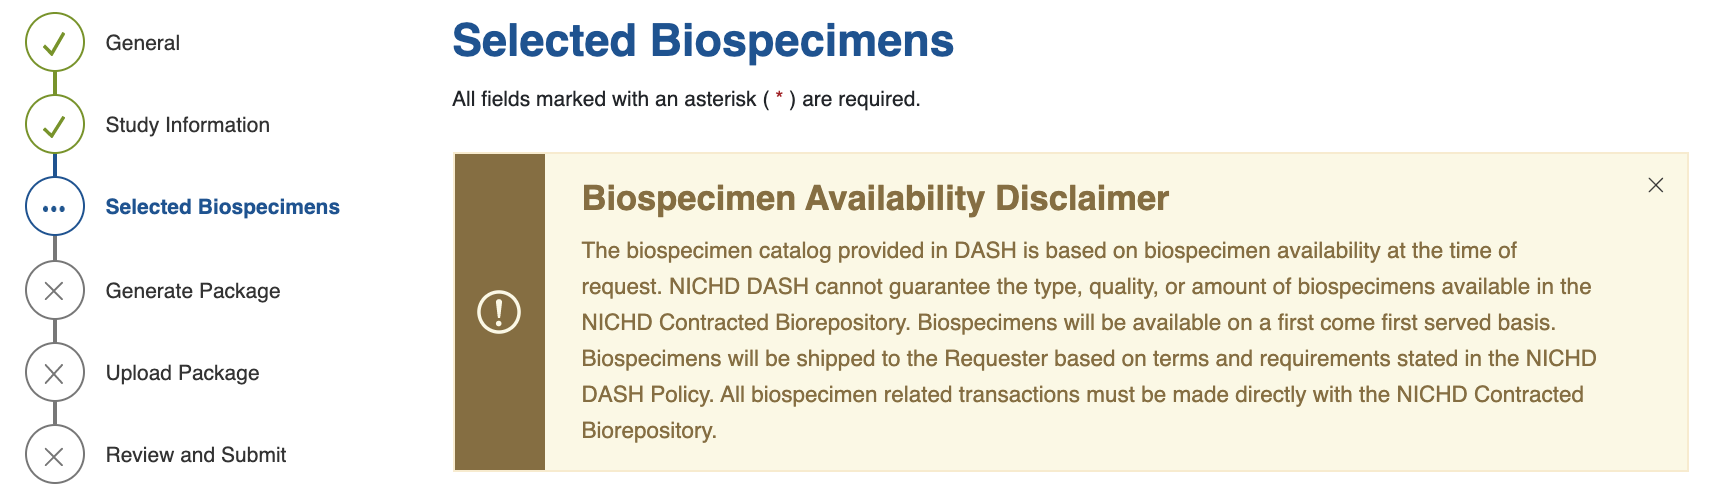 General
Study Information
Selected Biospecimens
Generate Package
Upload Package
Review and Submit
Selected Biospecimens
All fields marked with an asterisk ( * ) are required.
Biospecimen Availability Disclaimer
The biospecimen catalog provided in DASH is based on biospecimen availability at the time of
request. NICHD DASH cannot guarantee the type, quality, or amount of biospecimens available in the
NICHD Contracted Biorepository. Biospecimens will be available on a first come first served basis.
Biospecimens will be shipped to the Requester based on terms and requirements stated in the NICHD
DASH Policy. All biospecimen related transactions must be made directly with the NICHD Contracted
Biorepository.